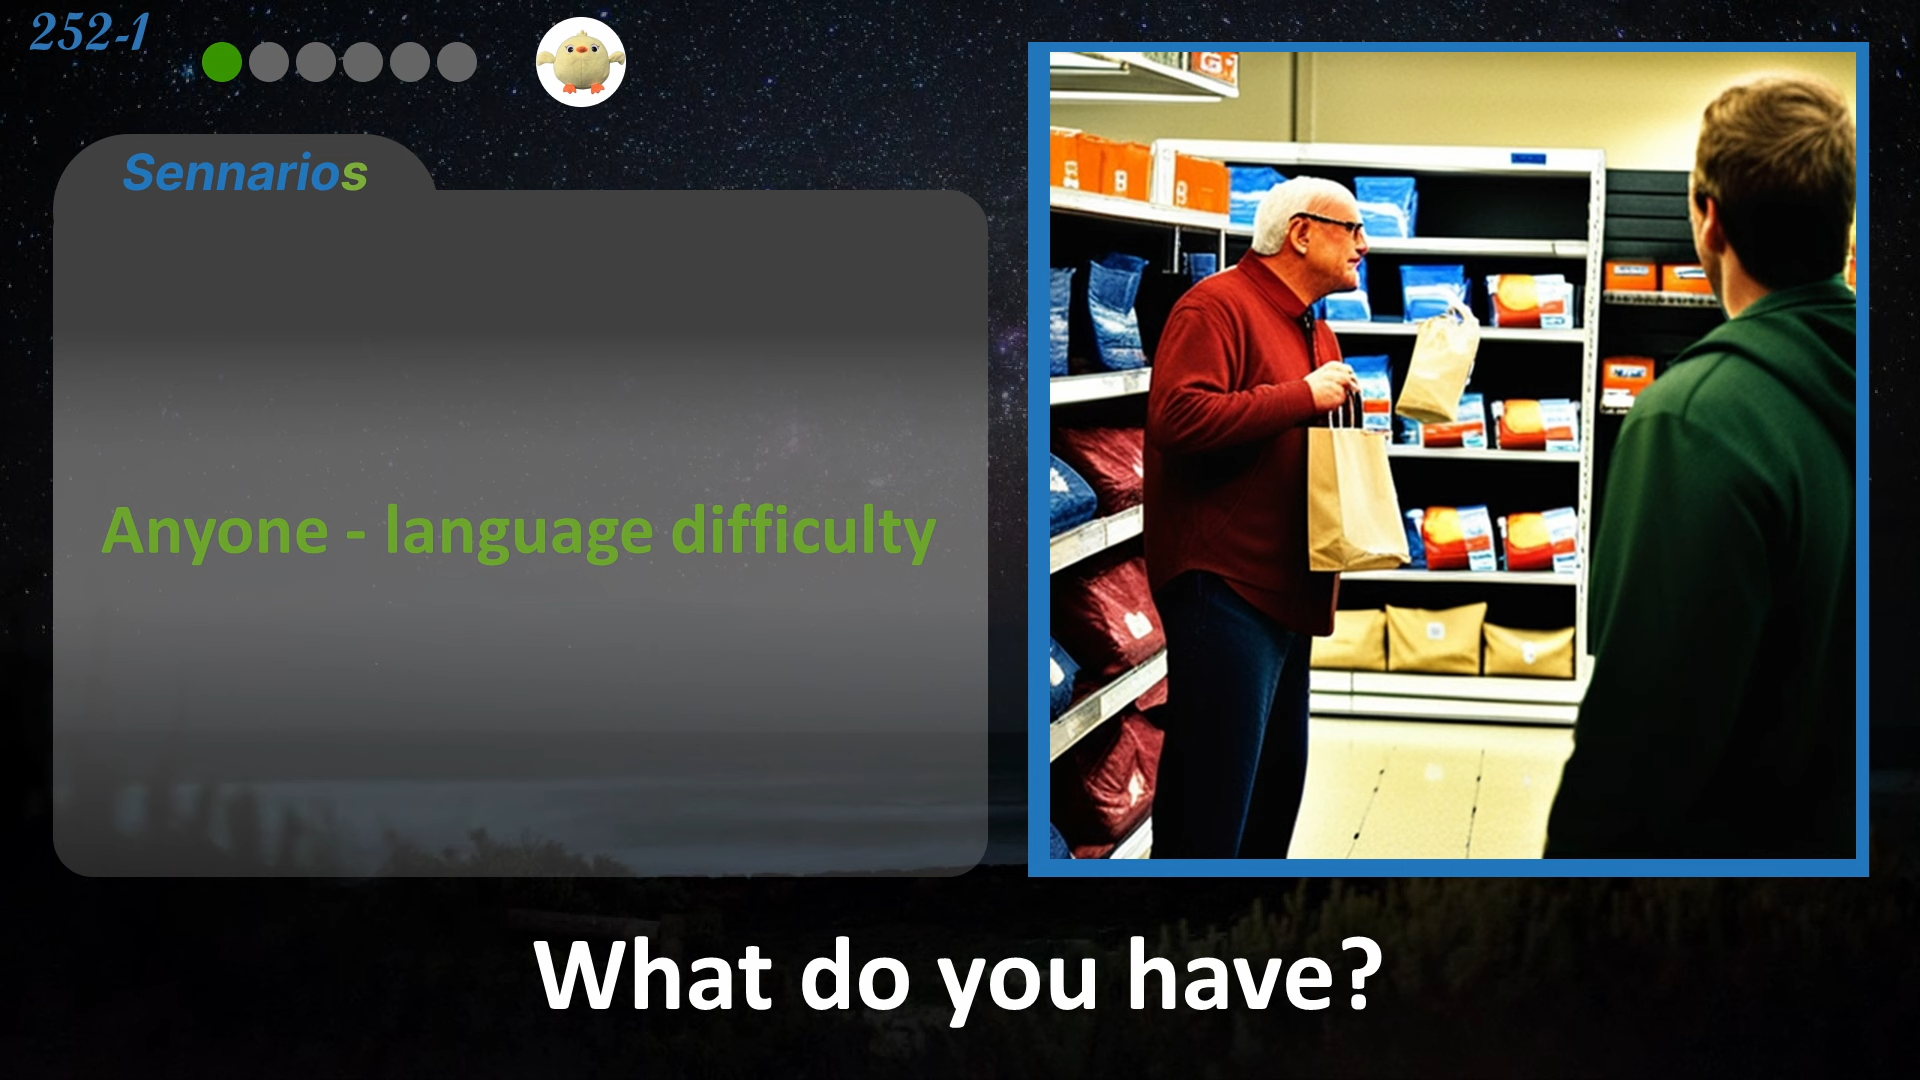 252-1
Sennarios
Anyone - language difficulty
What do you have?